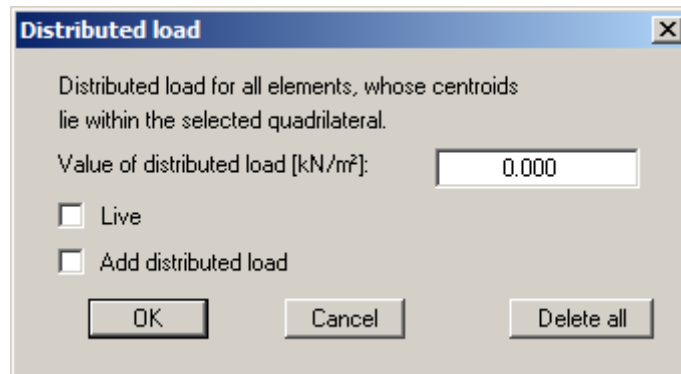 Distributed load
Distributed load for all elements, whose centroids
lie within the selected quadrilateral.
Value of distributed load [kN/m²]: 0.000
Live
Add distributed load
OK Cancel Delete all